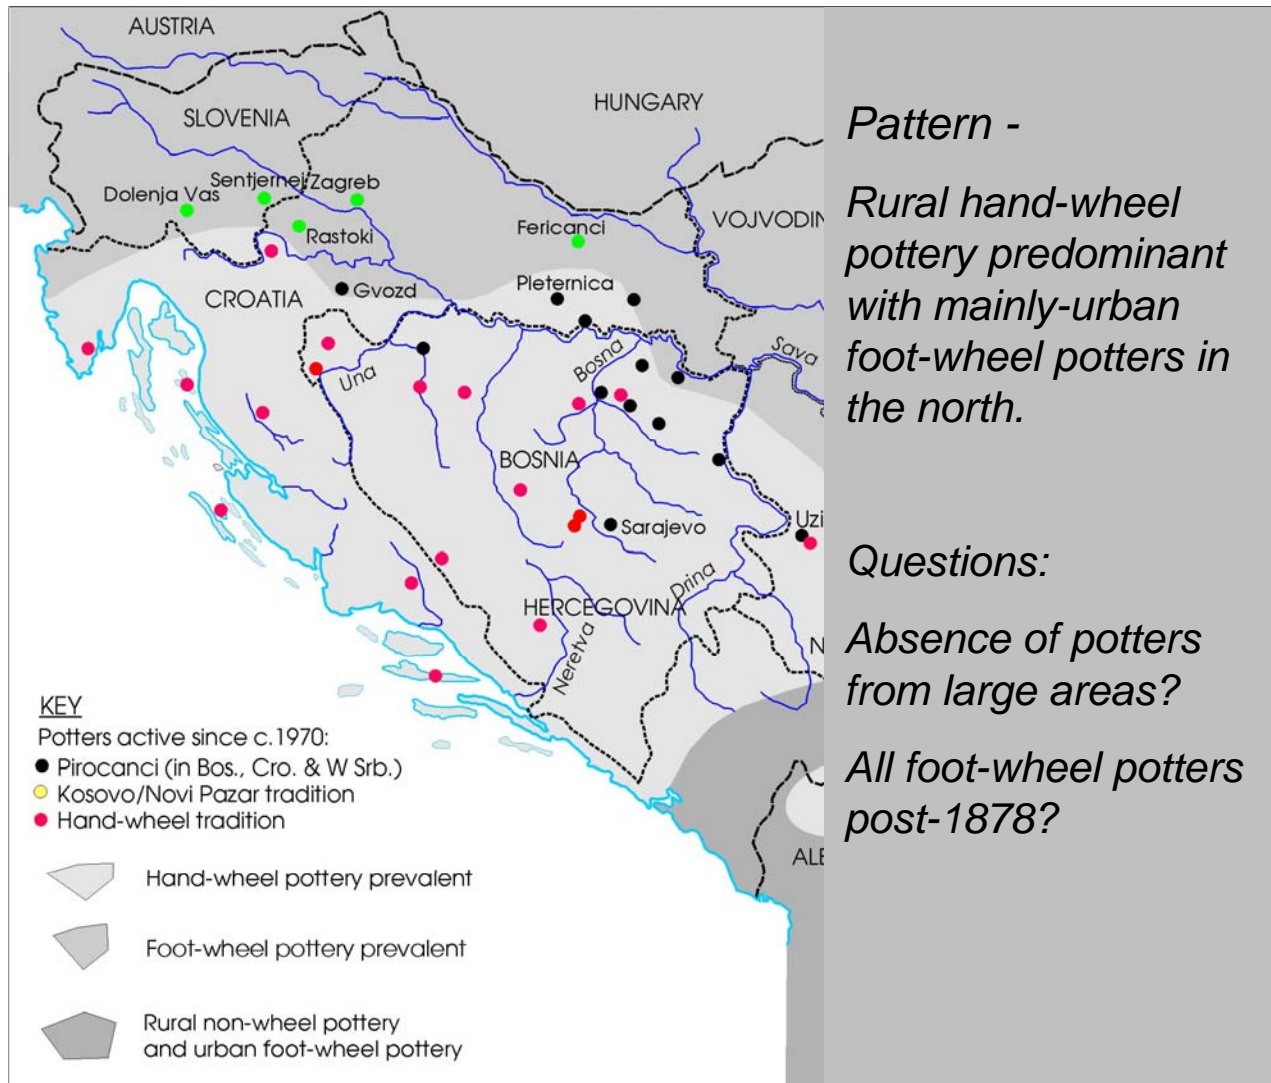 AUSTRIA
HUNGARY
SLOVENIA
Sentjernej
Zagreb
Dolenja Vas
VOJVODIN
Rastoki
Fericanci
CROATIA
Gvozd
Pleternica
Una
Bosna
Sava
BOSNIA
Sarajevo
Uzi
Drina
HERCEGOVINA
Neretva
N
ALB
KEY
Potters active since c.1970:
Pirocanci (in Bos., Cro. & W Srb.)
Kosovo/Novi Pazar tradition
Hand-wheel tradition
Hand-wheel pottery prevalent
Foot-wheel pottery prevalent
Rural non-wheel pottery
and urban foot-wheel pottery
Pattern -
Rural hand-wheel
pottery predominant
with mainly-urban
foot-wheel potters in
the north.
Questions:
Absence of potters
from large areas?
All foot-wheel potters
post-1878?